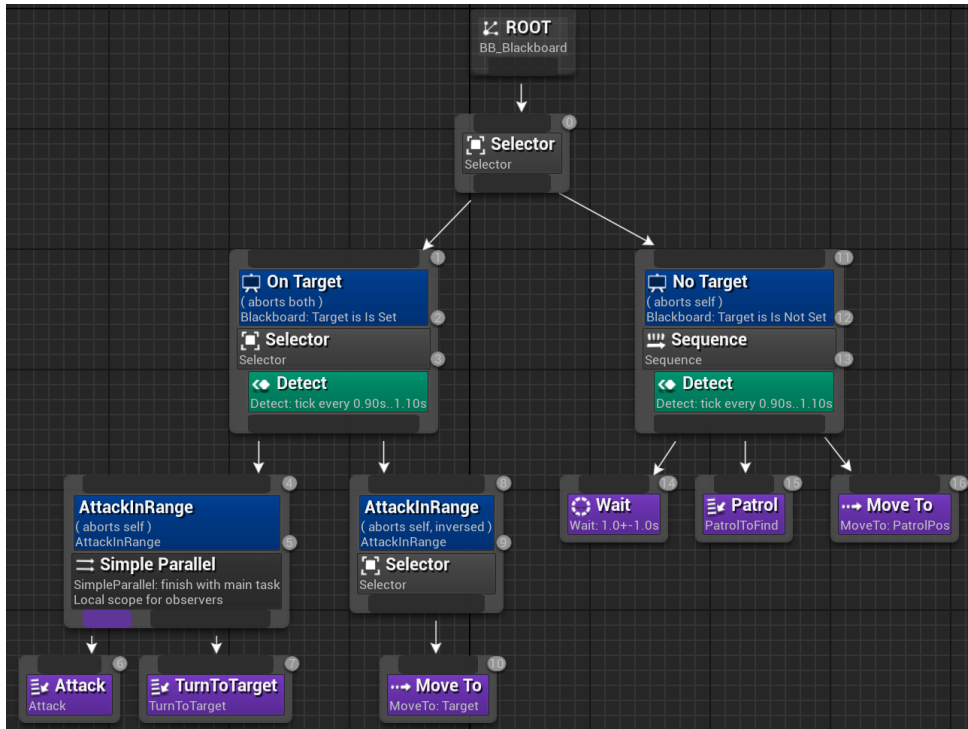 ROOT
BB_Blackboard
0
Selector
Selector
1
On Target
( aborts both )
Blackboard: Target is Is Set
2
Selector
Selector
3
Detect
Detect: tick every 0.90s..1.10s
11
No Target
( aborts self )
Blackboard: Target is Is Not Set
12
Sequence
Sequence
13
Detect
Detect: tick every 0.90s..1.10s
4
AttackInRange
( aborts self )
AttackInRange
5
Simple Parallel
SimpleParallel: finish with main task
Local scope for observers
8
AttackInRange
( aborts self, inversed )
AttackInRange
9
Selector
Selector
14
Wait
Wait: 1.0+-1.0s
15
Patrol
PatrolToFind
16
Move To
MoveTo: PatrolPos
6
Attack
Attack
7
TurnToTarget
TurnToTarget
10
Move To
MoveTo: Target